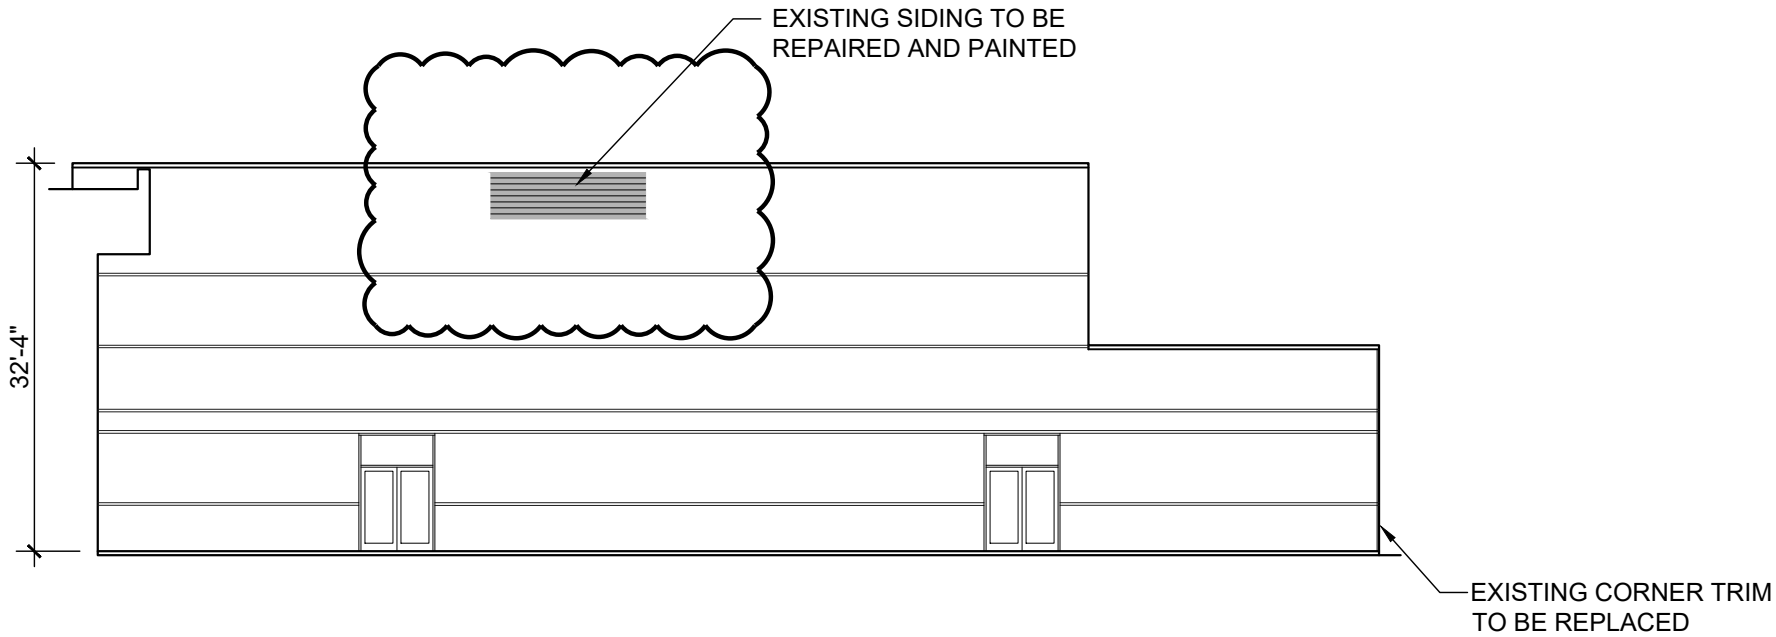 EXISTING SIDING TO BE
REPAIRED AND PAINTED
32'-4"
EXISTING CORNER TRIM
TO BE REPLACED